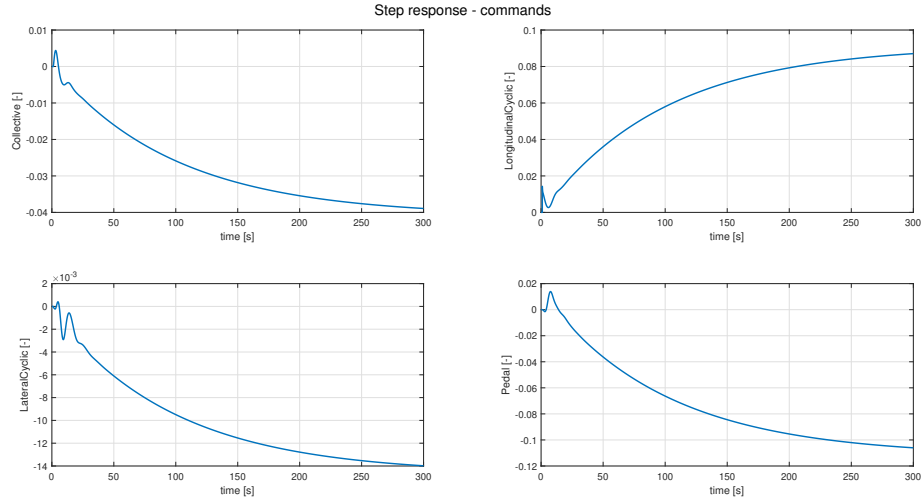 Step response - commands
0.01
0
-0.01
-0.02
-0.03
-0.04
Collective [-]
0 50 100 150 200 250 300
time [s]
0.1
0.08
0.06
0.04
0.02
0
LongitudinalCyclic [-]
0 50 100 150 200 250 300
time [s]
×10⁻³
2
0
-2
-4
-6
-8
-10
-12
-14
LateralCyclic [-]
0 50 100 150 200 250 300
time [s]
0.02
0
-0.02
-0.04
-0.06
-0.08
-0.1
-0.12
Pedal [-]
0 50 100 150 200 250 300
time [s]